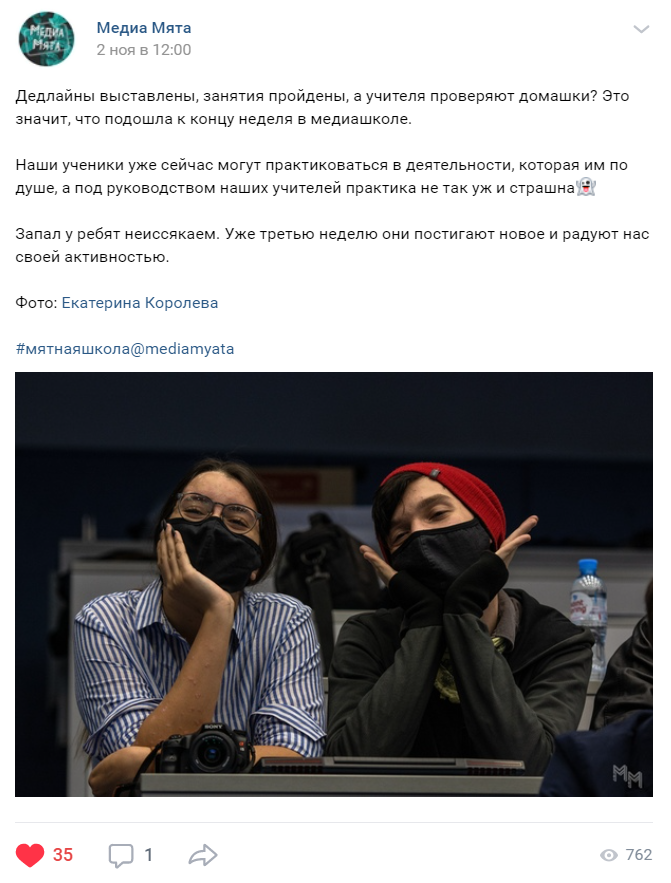 МЕДИА
МЯТА
Медиа Мята
2 ноя в 12:00
Дедлайны выставлены, занятия пройдены, а учителя проверяют домашки? Это
значит, что подошла к концу неделя в медиашколе.
Наши ученики уже сейчас могут практиковаться в деятельности, которая им по
душе, а под руководством наших учителей практика не так уж и страшна👻
Запал у ребят неиссякаем. Уже третью неделю они постигают новое и радуют нас
своей активностью.
Фото: Екатерина Королева
#мятнаяшкола@mediamyata
SONY
MM
35 1 762